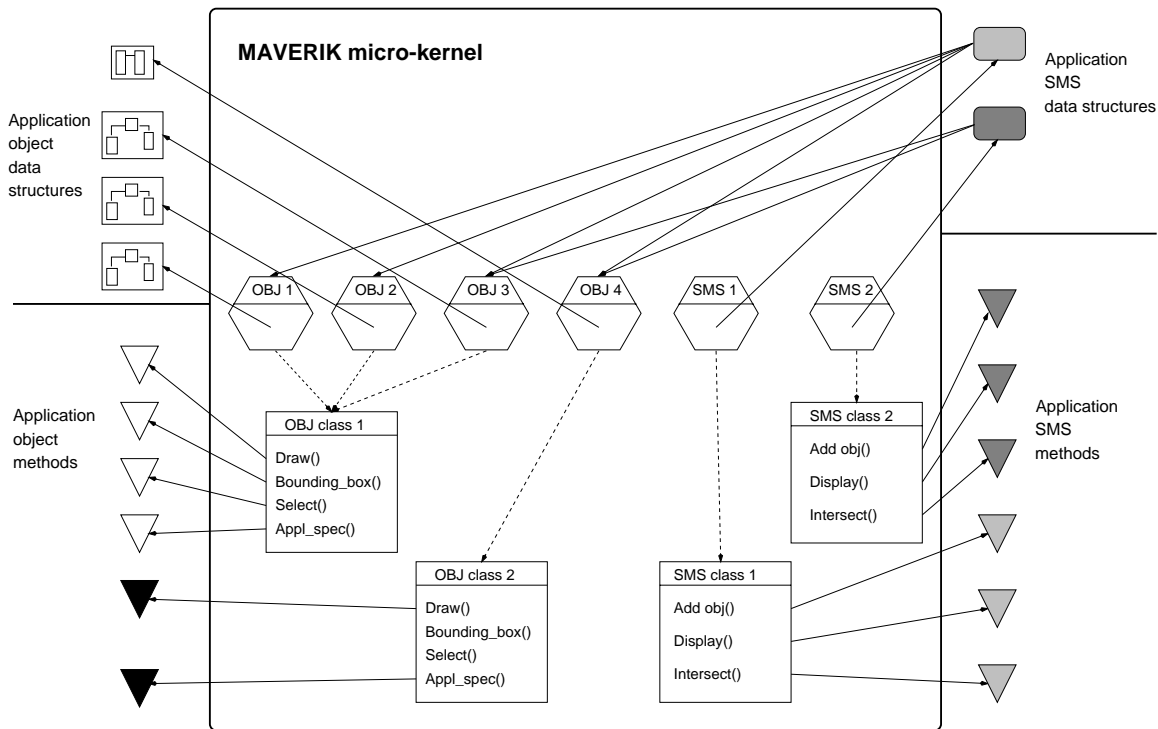 MAVERIK micro-kernel
Application
SMS
data structures
Application
object
data
structures
OBJ 1
OBJ 2
OBJ 3
OBJ 4
SMS 1
SMS 2
Application
object
methods
OBJ class 1
Draw()
Bounding_box()
Select()
Appl_spec()
SMS class 2
Add obj()
Display()
Intersect()
Application
SMS
methods
OBJ class 2
Draw()
Bounding_box()
Select()
Appl_spec()
SMS class 1
Add obj()
Display()
Intersect()